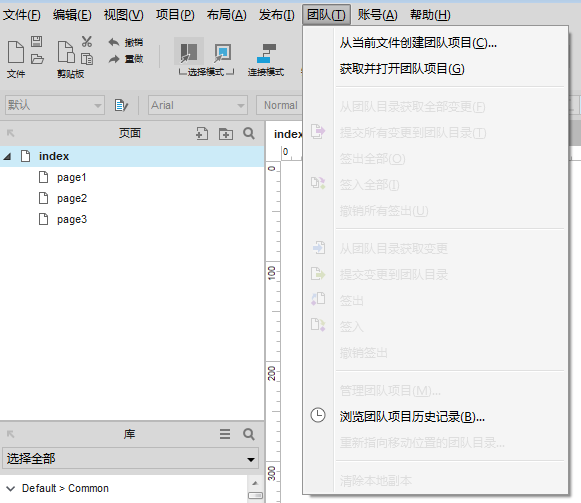 文件(F) 编辑(E) 视图(V) 项目(P) 布局(A) 发布(I) 团队(T) 账号(A) 帮助(H)
撤销
重做
文件 剪贴板 选择模式 连接模式
默认 Arial Normal
页面
index
page1
page2
page3
index
0
0
100
200
300
从当前文件创建团队项目(C)...
获取并打开团队项目(G)
从团队目录获取全部变更(F)
提交所有变更到团队目录(T)
签出全部(O)
签入全部(I)
撤销所有签出(U)
从团队目录获取变更
提交变更到团队目录
签出
签入
撤销签出
管理团队项目(M)...
浏览团队项目历史记录(B)...
重新指向移动位置的团队目录...
清除本地副本
库
选择全部
Default > Common